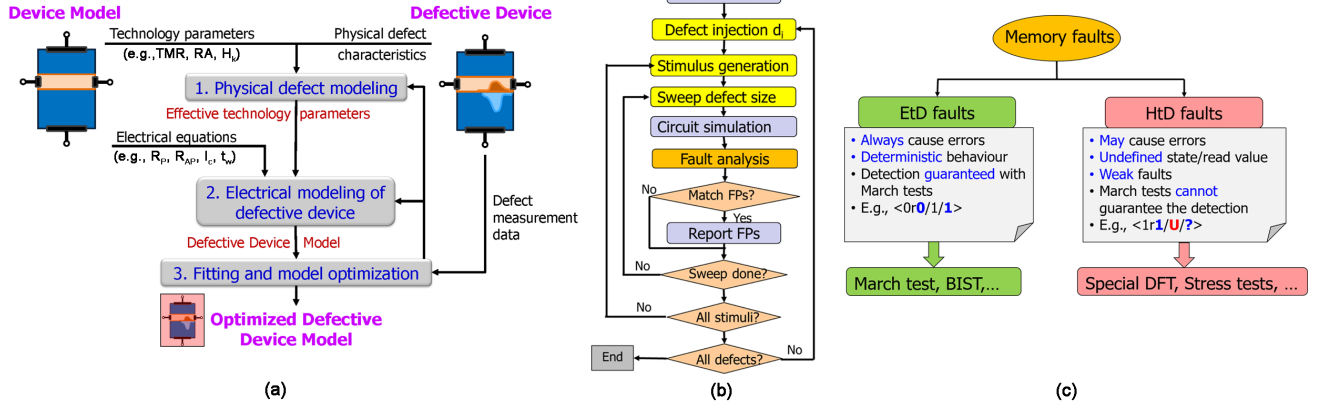 Device Model
Defective Device
Technology parameters
(e.g.,TMR, RA, Hk)
Physical defect
characteristics
1. Physical defect modeling
Effective technology parameters
Electrical equations
(e.g., RP, RAP, Ic, tw)
2. Electrical modeling of
defective device
Defect
measurement
data
Defective Device Model
3. Fitting and model optimization
Optimized Defective
Device Model
(a)
Defect injection di
Stimulus generation
Sweep defect size
Circuit simulation
Fault analysis
No
Match FPs?
Yes
Report FPs
No
Sweep done?
No
All stimuli?
End
All defects?
No
(b)
Memory faults
EtD faults
• Always cause errors
• Deterministic behaviour
• Detection guaranteed with
March tests
• E.g., <0r0/1/1>
March test, BIST,...
HtD faults
• May cause errors
• Undefined state/read value
• Weak faults
• March tests cannot
guarantee the detection
• E.g., <1r1/U/?>
Special DFT, Stress tests, ...
(c)